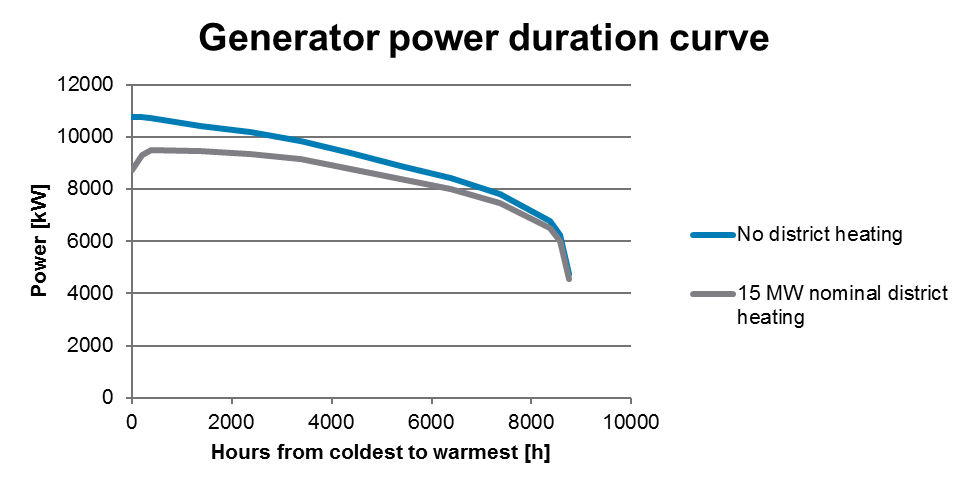 Generator power duration curve
12000
10000
8000
6000
4000
2000
0
Power [kW]
0 2000 4000 6000 8000 10000
Hours from coldest to warmest [h]
No district heating
15 MW nominal district
heating